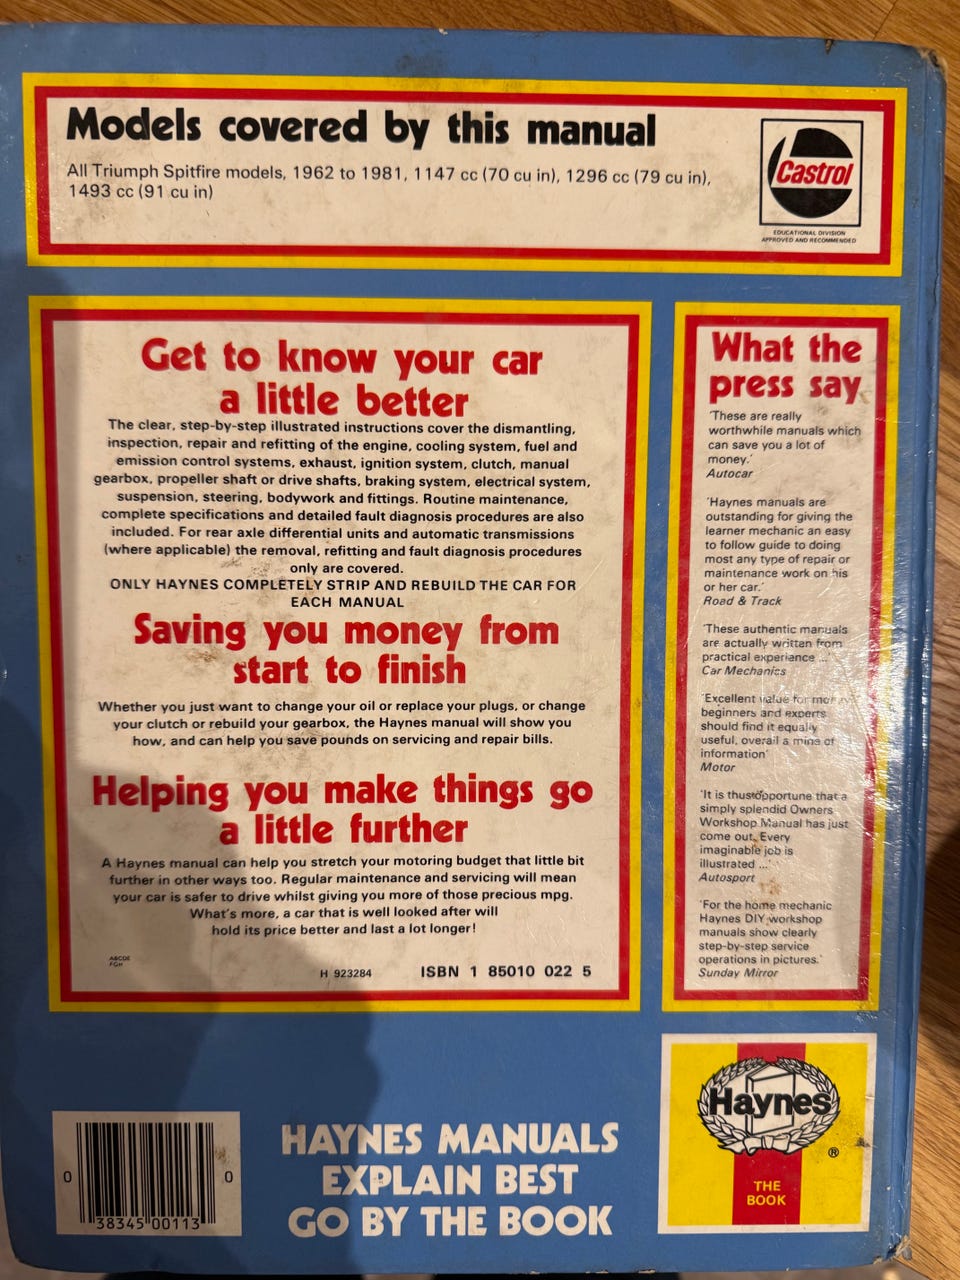 Models covered by this manual
All Triumph Spitfire models, 1962 to 1981, 1147 cc (70 cu in), 1296 cc (79 cu in),
1493 cc (91 cu in)
Castrol
EDUCATIONAL DIVISION
APPROVED AND RECOMMENDED
Get to know your car
a little better
The clear, step-by-step illustrated instructions cover the dismantling,
inspection, repair and refitting of the engine, cooling system, fuel and
emission control systems, exhaust, ignition system, clutch, manual
gearbox, propeller shaft or drive shafts, braking system, electrical system,
suspension, steering, bodywork and fittings. Routine maintenance,
complete specifications and detailed fault diagnosis procedures are also
included. For rear axle differential units and automatic transmissions
(where applicable) the removal, refitting and fault diagnosis procedures
only are covered.
ONLY HAYNES COMPLETELY STRIP AND REBUILD THE CAR FOR
EACH MANUAL
Saving you money from
start to finish
Whether you just want to change your oil or replace your plugs, or change
your clutch or rebuild your gearbox, the Haynes manual will show you
how, and can help you save pounds on servicing and repair bills.
Helping you make things go
a little further
A Haynes manual can help you stretch your motoring budget that little bit
further in other ways too. Regular maintenance and servicing will mean
your car is safer to drive whilst giving you more of those precious mpg.
What's more, a car that is well looked after will
hold its price better and last a lot longer!
ABCDE
FGH
H 923284
ISBN 1 85010 022 5
What the
press say
'These are really
worthwhile manuals which
can save you a lot of
money.'
Autocar
'Haynes manuals are
outstanding for giving the
learner mechanic an easy
to follow guide to doing
most any type of repair or
maintenance work on his
or her car.'
Road & Track
'These authentic manuals
are actually written from
practical experience ...'
Car Mechanics
'Excellent value for money
beginners and experts
should find it equally
useful, overall a mine of
information'
Motor
'It is thus opportune that a
simply splendid Owners
Workshop Manual has just
come out. Every
imaginable job is
illustrated ...'
Autosport
'For the home mechanic
Haynes DIY workshop
manuals show clearly
step-by-step service
operations in pictures.'
Sunday Mirror
0 38345 00113 0
HAYNES MANUALS
EXPLAIN BEST
GO BY THE BOOK
Haynes
®
THE
BOOK